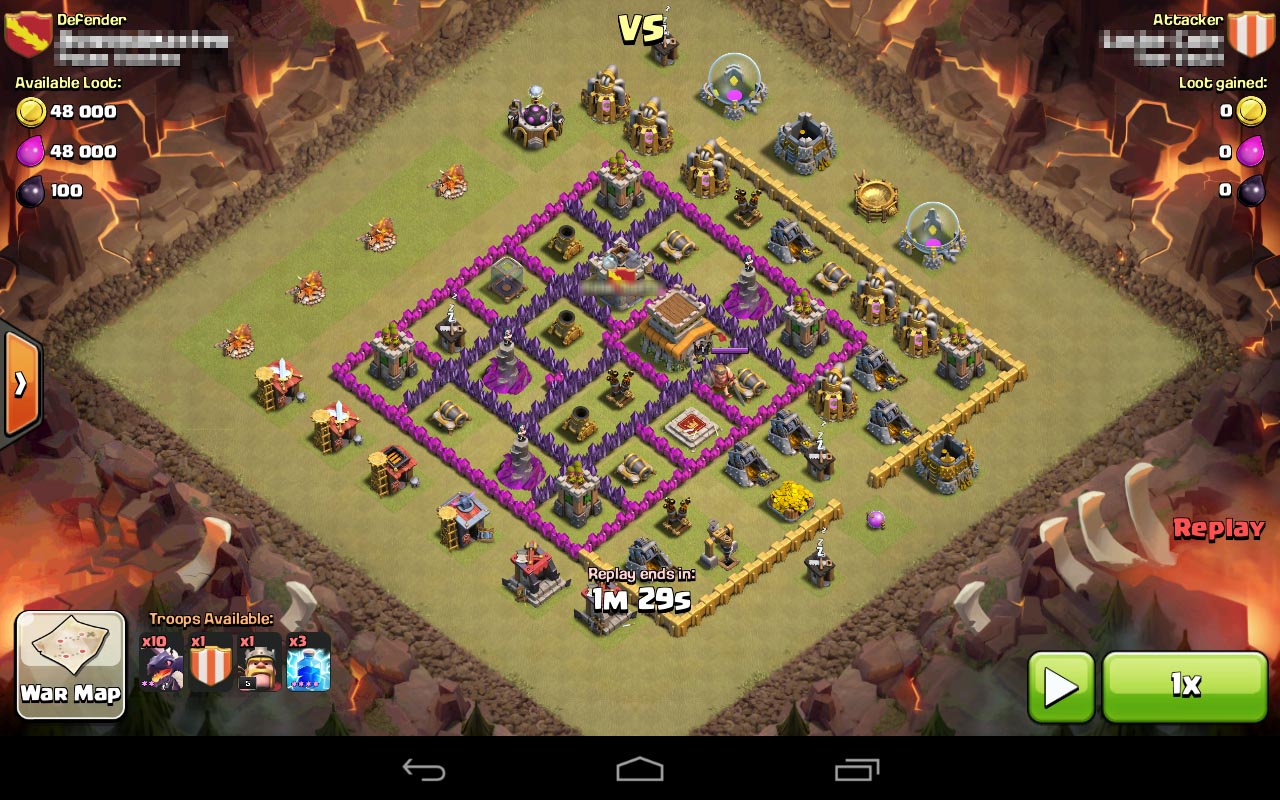 Defender
VS
Attacker
Available Loot:
48 000
48 000
100
Loot gained:
0
0
0
Replay
Replay ends in:
1M 29s
Troops Available:
x10
x1
x1
x3
5
War Map
1x